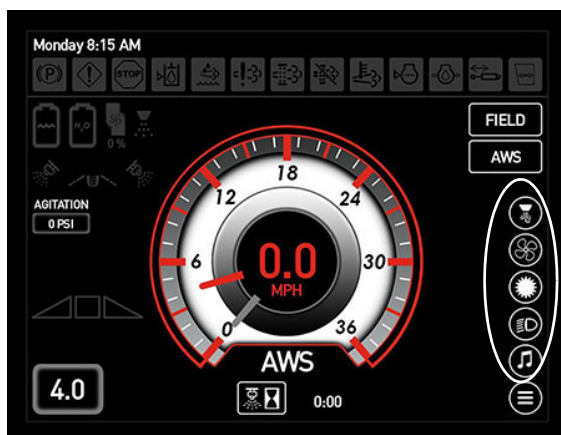 Monday 8:15 AM
(P)
STOP
H₂O
0 %
FIELD
AWS
AGITATION
0 PSI
18
12
24
6
30
0
36
0.0
MPH
AWS
4.0
0:00